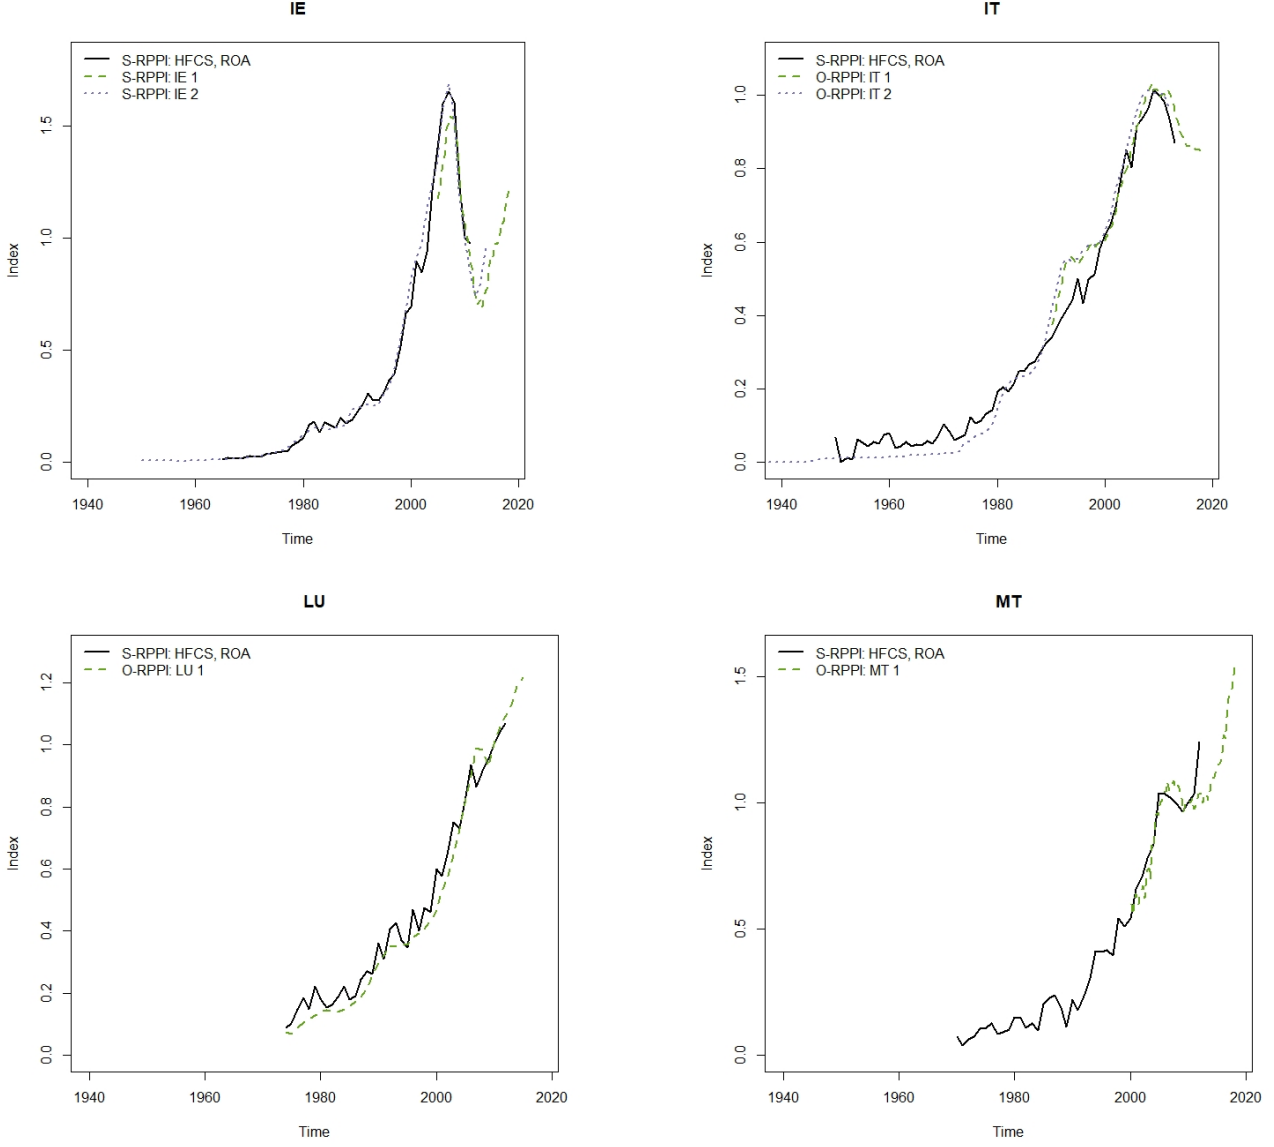 IE
S-RPPI: HFCS, ROA
S-RPPI: IE 1
S-RPPI: IE 2
Index
0.0
0.5
1.0
1.5
1940 1960 1980 2000 2020
Time
IT
S-RPPI: HFCS, ROA
O-RPPI: IT 1
O-RPPI: IT 2
Index
0.0
0.2
0.4
0.6
0.8
1.0
1940 1960 1980 2000 2020
Time
LU
S-RPPI: HFCS, ROA
O-RPPI: LU 1
Index
0.0
0.2
0.4
0.6
0.8
1.0
1.2
1940 1960 1980 2000 2020
Time
MT
S-RPPI: HFCS, ROA
O-RPPI: MT 1
Index
0.0
0.5
1.0
1.5
1940 1960 1980 2000 2020
Time